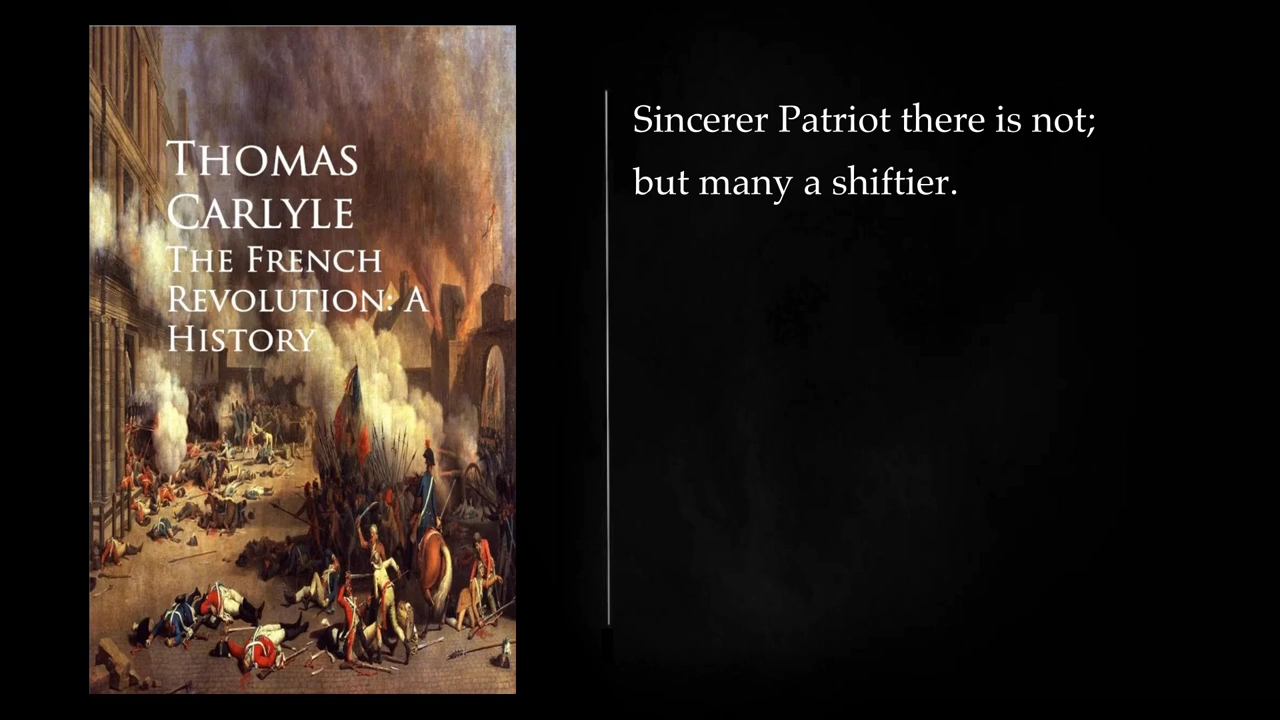 THOMAS
CARLYLE
THE FRENCH
REVOLUTION: A
HISTORY
Sincerer Patriot there is not;
but many a shiftier.